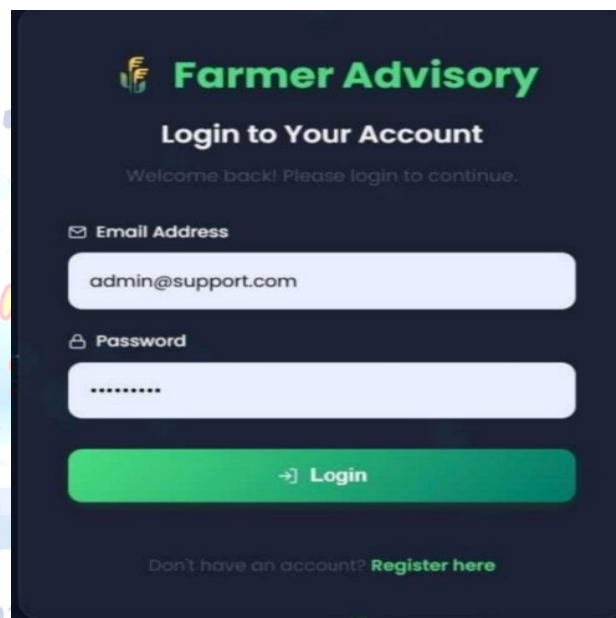 Farmer Advisory
Login to Your Account
Welcome back! Please login to continue.
Email Address
admin@support.com
Password
•••••••••
Login
Don't have an account? Register here